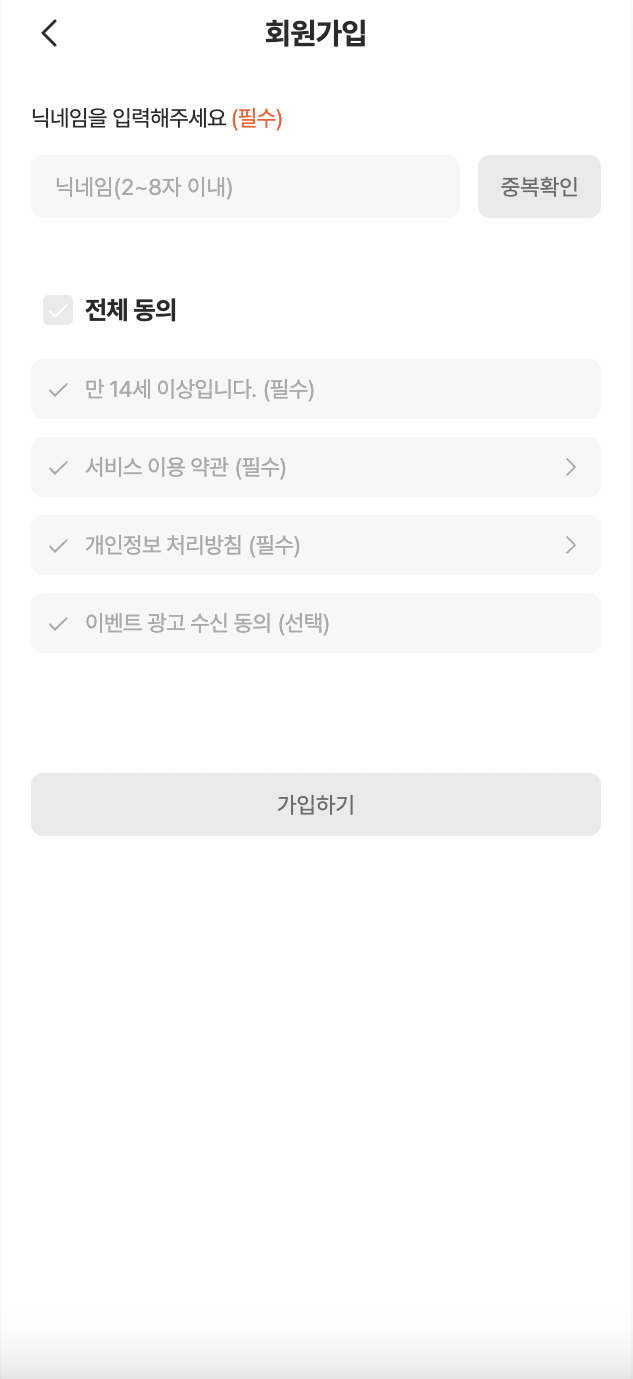 회원가입
닉네임을 입력해주세요 (필수)
닉네임(2~8자 이내)
중복확인
전체 동의
만 14세 이상입니다. (필수)
서비스 이용 약관 (필수)
개인정보 처리방침 (필수)
이벤트 광고 수신 동의 (선택)
가입하기